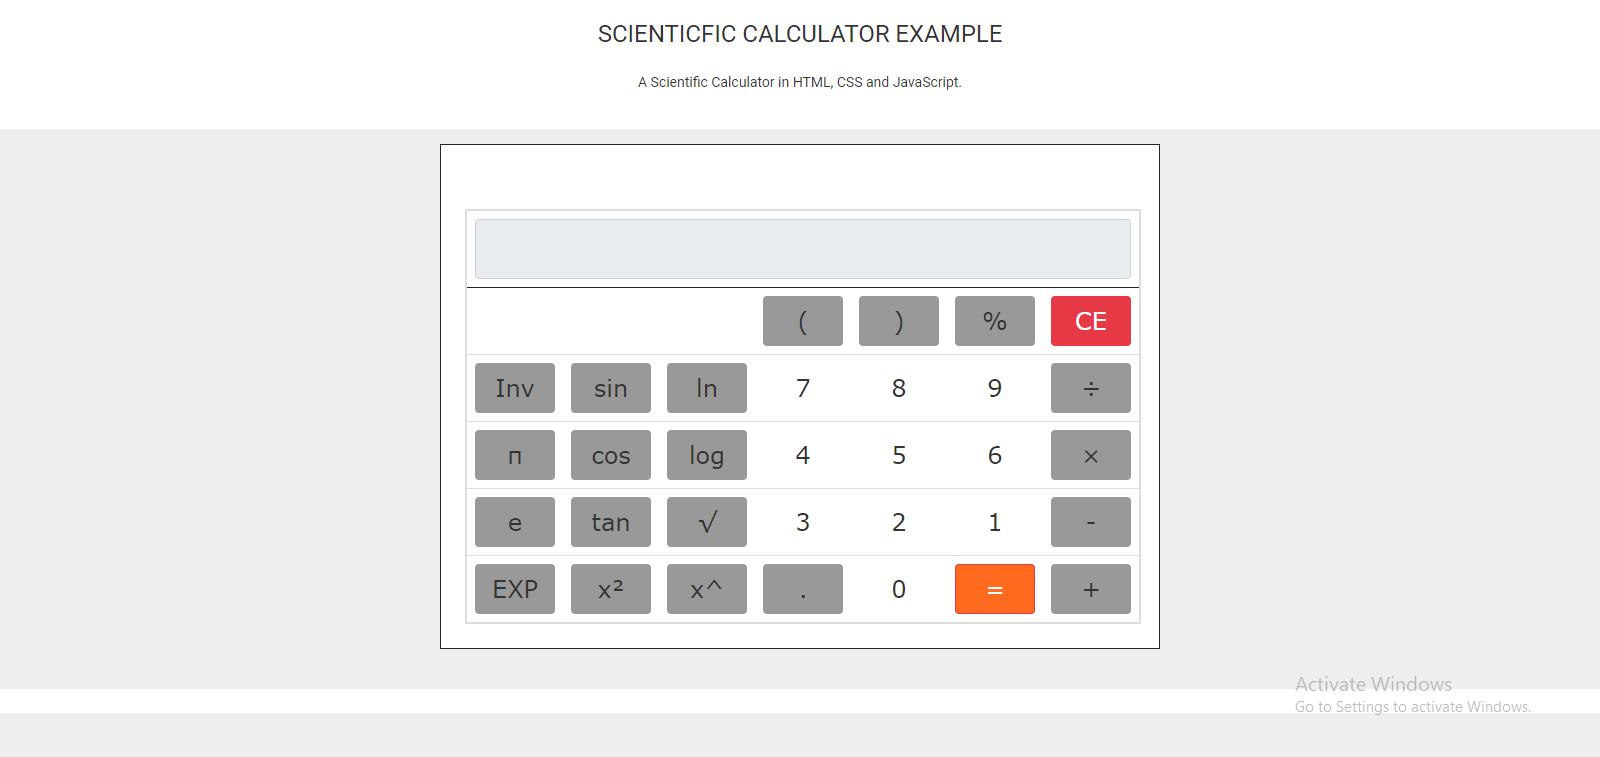 SCIENTICFIC CALCULATOR EXAMPLE
A Scientific Calculator in HTML, CSS and JavaScript.
( ) % CE
Inv sin ln 7 8 9 ÷
п cos log 4 5 6 ×
e tan √ 3 2 1 -
EXP x² x^ . 0 = +
Activate Windows
Go to Settings to activate Windows.